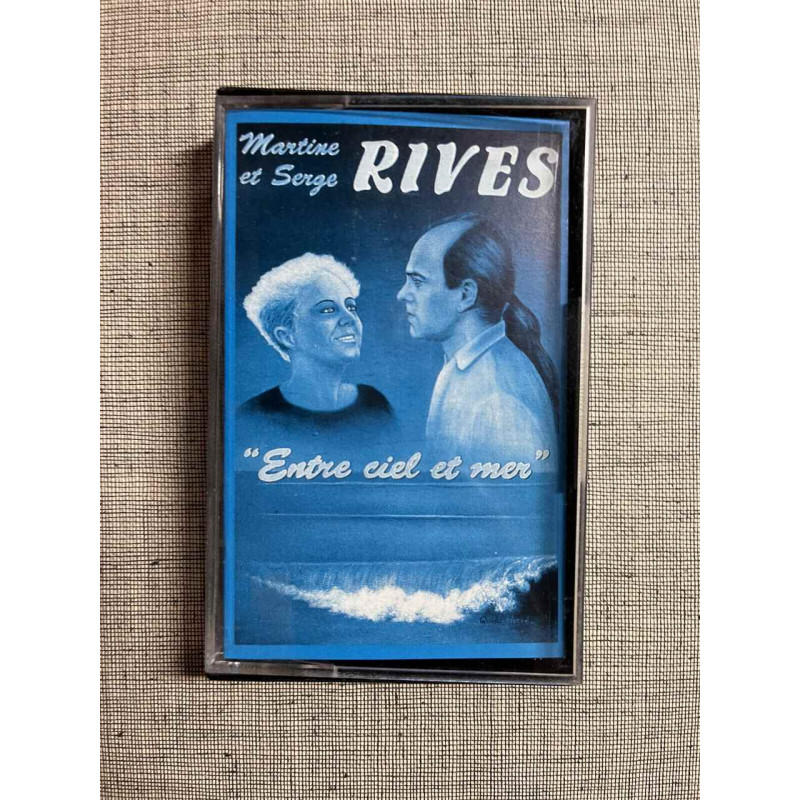 Martine
et Serge
RIVES
"Entre ciel et mer"